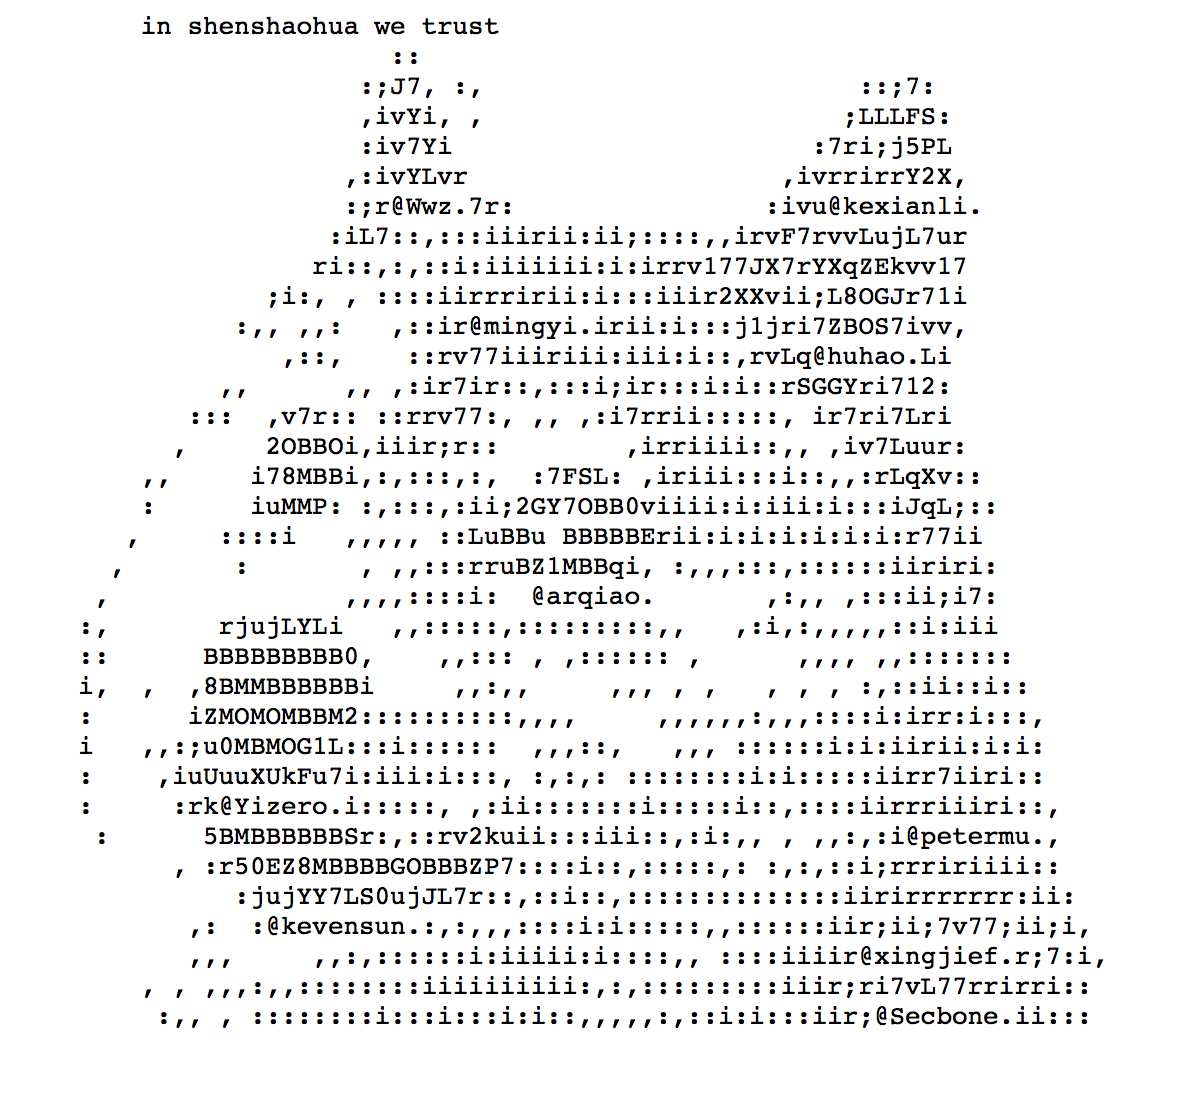 in shenshaohua we trust
::
:;J7, :, ::;7:
,ivYi, , ;LLLFS:
:iv7Yi :7ri;j5PL
,:ivYLvr ,ivrrirrY2X,
:;r@Wwz.7r: :ivu@kexianli.
:iL7::,:::iiirii:ii;::::,,irvF7rvvLujL7ur
ri::,:,::i:iiiiiii:i:irrv177JX7rYXqZEkvv17
;i:, , ::::iirrririi:i:::iiir2XXvii;L8OGJr71i
:,, ,,: ,::ir@mingyi.irii:i:::j1jri7ZBOS7ivv,
,::, ::rv77iiiriii:iii:i::,rvLq@huhao.Li
,, ,, ,:ir7ir::,:::i;ir:::i:i::rSGGYri712:
::: ,v7r:: ::rrv77:, ,, ,:i7rrii:::::, ir7ri7Lri
, 2OBBOi,iiir;r:: ,irriiii::,, ,iv7Luur:
,, i78MBBi,:,:::,:, :7FSL: ,iriii:::i::,,:rLqXv::
: iuMMP: :,:::,:ii;2GY7OBB0viiii:i:iii:i:::iJqL;::
, ::::i ,,,,, ::LuBBu BBBBBErii:i:i:i:i:i:i:r77ii
, : , ,,:::rruBZ1MBBqi, :,,,:::,::::::iiriri:
, ,,,,::::i: @arqiao. ,:,, ,:::ii;i7:
:, rjujLYLi ,,:::::,:::::::::,, ,:i,:,,,,,::i:iii
:: BBBBBBBBB0, ,,::: , ,:::::: , ,,,, ,,:::::::
i, , ,8BMMBBBBBBi ,,:,, ,,, , , , , , :,::ii::i::
: iZMOMOMBBM2::::::::::,,,, ,,,,,,:,,,::::i:irr:i:::,
i ,,:;u0MBMOG1L:::i:::::: ,,,::, ,,, ::::::i:i:iirii:i:i:
: ,iuUuuXUkFu7i:iii:i:::, :,:,: ::::::::i:i:::::iirr7iiri::
: :rk@Yizero.i:::::, ,:ii:::::::i:::::i::,::::iirrriiiri::,
: 5BMBBBBBBSr:,::rv2kuii:::iii::,:i:,, , ,,:,:i@petermu.,
, :r50EZ8MBBBBGOBBBZP7::::i::,:::::,: :,:,::i;rrririiii::
:jujYY7LS0ujJL7r::,::i::,::::::::::::::iirirrrrrrr:ii:
,: :@kevensun.:,:,,,::::i:i:::::,,::::::iir;ii;7v77;ii;i,
,,, ,,:,::::::i:iiiii:i::::,, ::::iiiir@xingjief.r;7:i,
, , ,,,:,,::::::::iiiiiiiiii:,:,:::::::::iiir;ri7vL77rrirri::
:,, , ::::::::i:::i:::i:i::,,,,,:,::i:i:::iir;@Secbone.ii:::